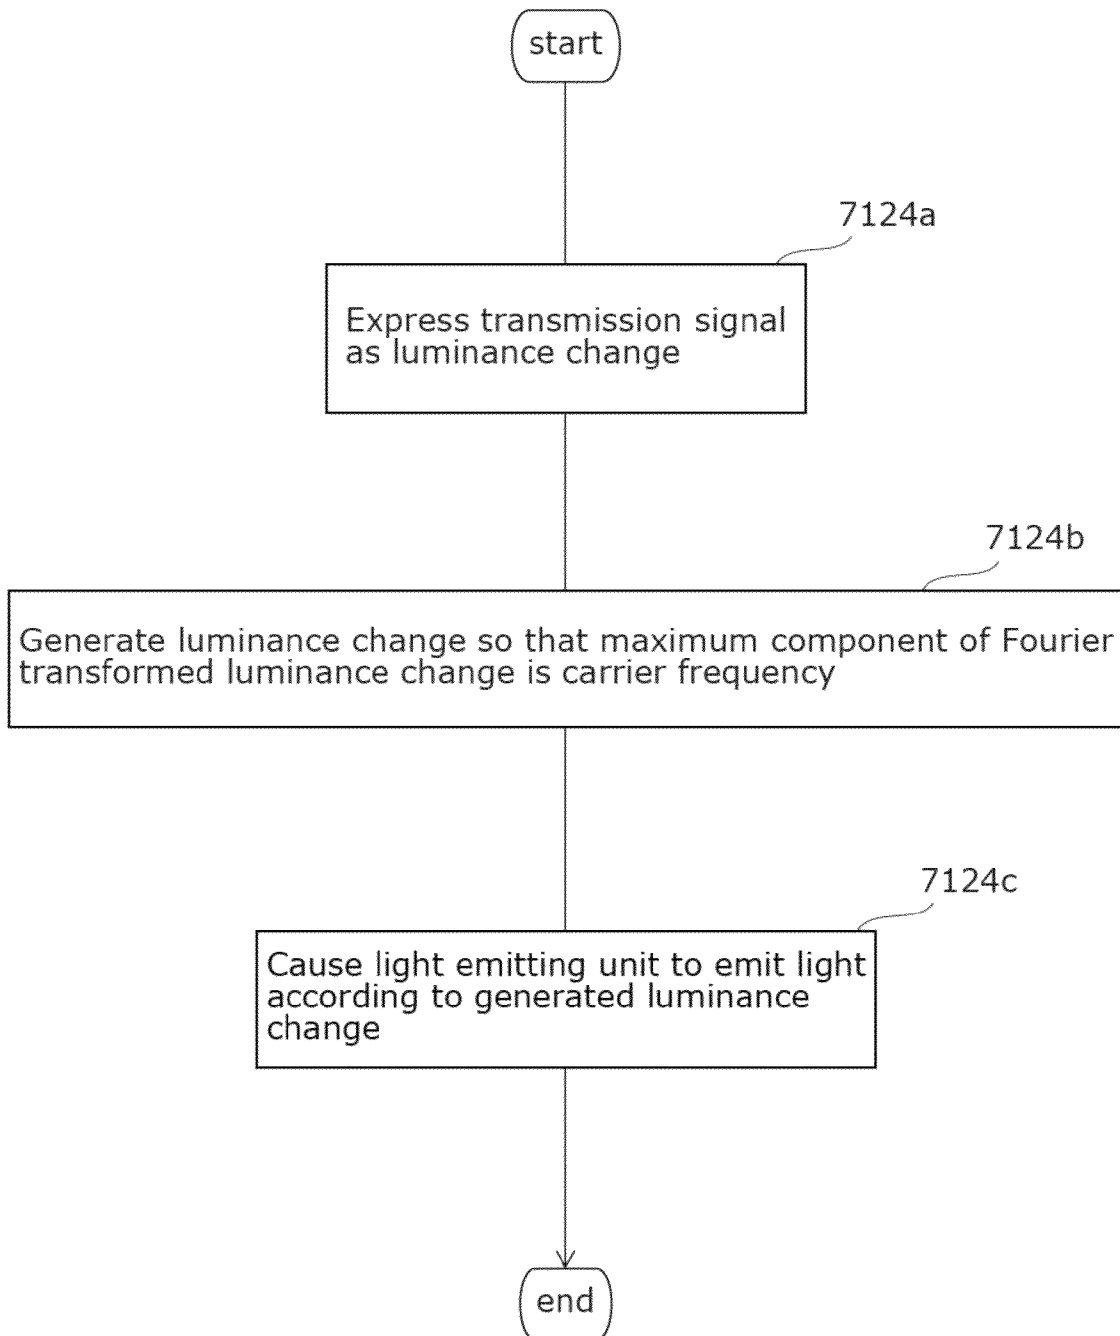 start
7124a
Express transmission signal
as luminance change
7124b
Generate luminance change so that maximum component of Fourier
transformed luminance change is carrier frequency
7124c
Cause light emitting unit to emit light
according to generated luminance
change
end